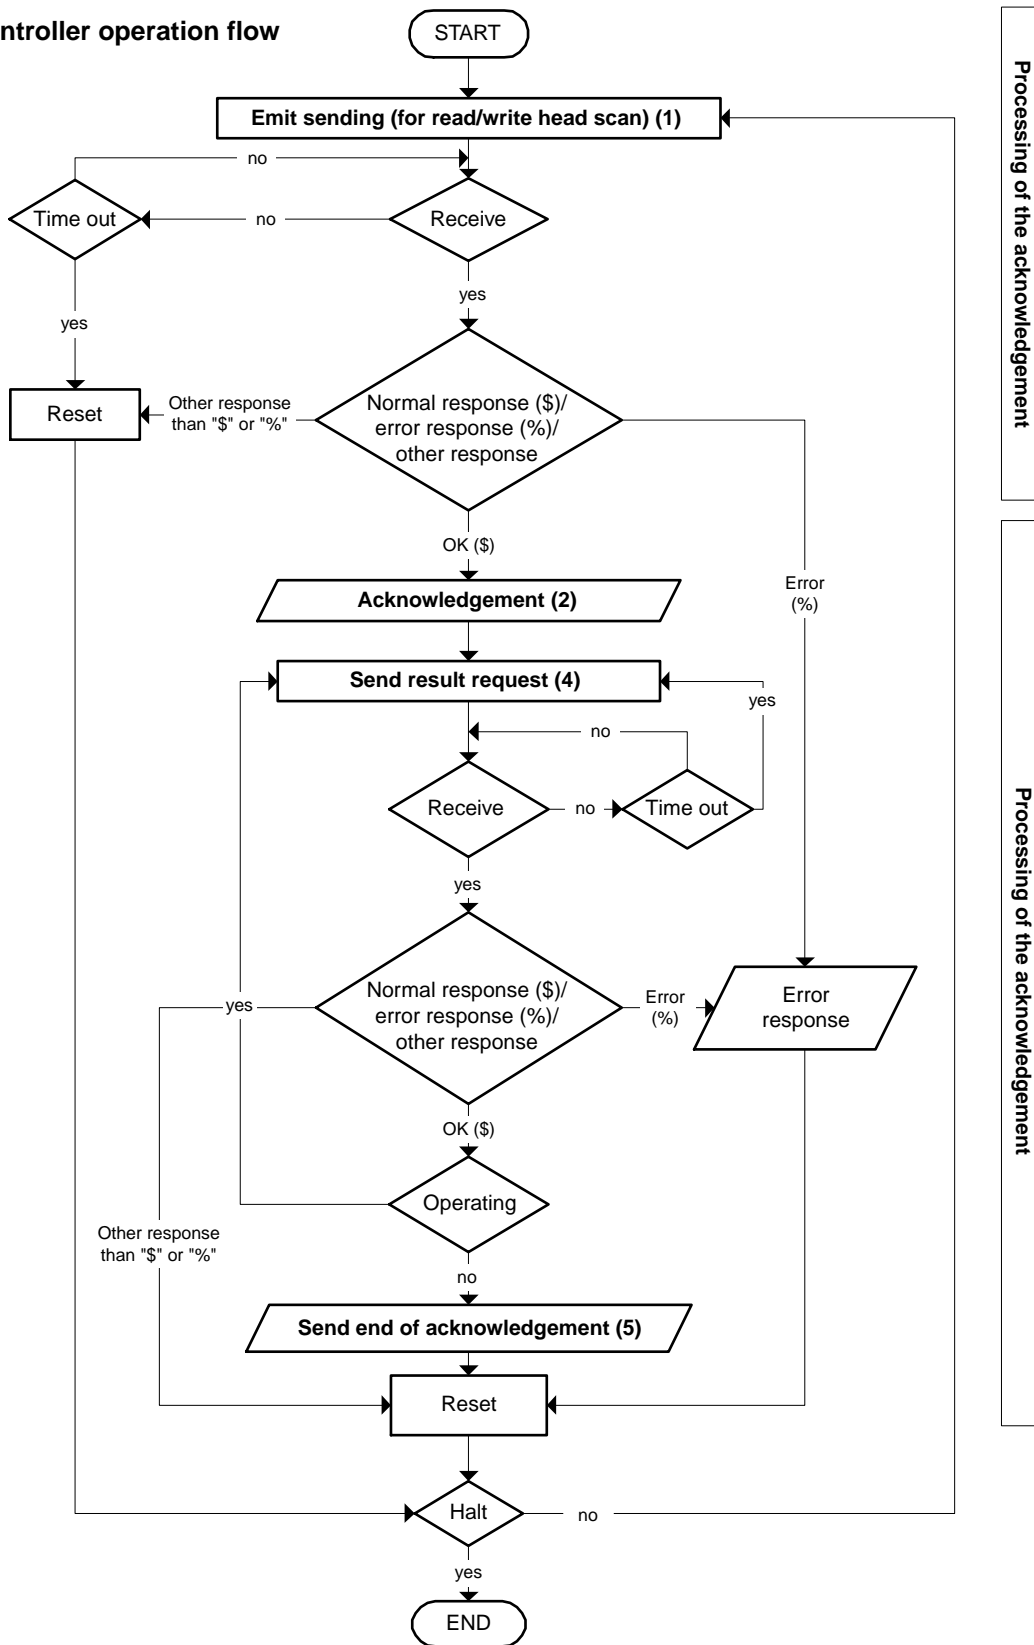 ntroller operation flow
START
Emit sending (for read/write head scan) (1)
no
Time out
no
Receive
yes
yes
Reset
Other response
than "$" or "%"
Normal response ($)/
error response (%)/
other response
OK ($)
Error
(%)
Acknowledgement (2)
Send result request (4)
yes
no
Receive
no
Time out
yes
Normal response ($)/
error response (%)/
other response
yes
Error
(%)
Error
response
OK ($)
Operating
Other response
than "$" or "%"
no
Send end of acknowledgement (5)
Reset
Halt
no
yes
END
Processing of the acknowledgement
Processing of the acknowledgement